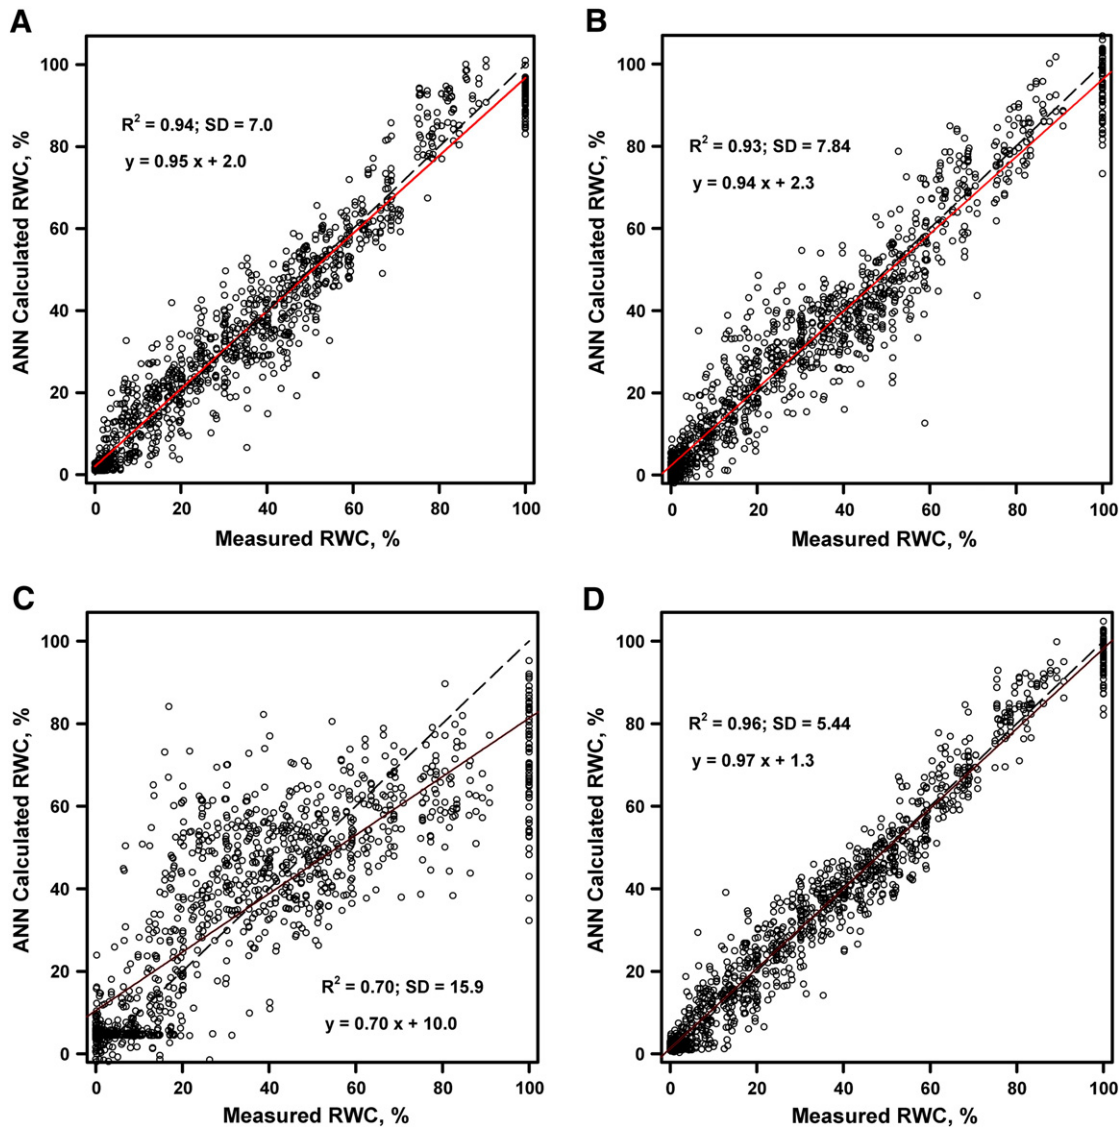 A
100
80
60
40
20
0
ANN Calculated RWC, %
R² = 0.94; SD = 7.0
y = 0.95 x + 2.0
0 20 40 60 80 100
Measured RWC, %
B
100
80
60
40
20
0
ANN Calculated RWC, %
R² = 0.93; SD = 7.84
y = 0.94 x + 2.3
0 20 40 60 80 100
Measured RWC, %
C
100
80
60
40
20
0
ANN Calculated RWC, %
R² = 0.70; SD = 15.9
y = 0.70 x + 10.0
0 20 40 60 80 100
Measured RWC, %
D
100
80
60
40
20
0
ANN Calculated RWC, %
R² = 0.96; SD = 5.44
y = 0.97 x + 1.3
0 20 40 60 80 100
Measured RWC, %